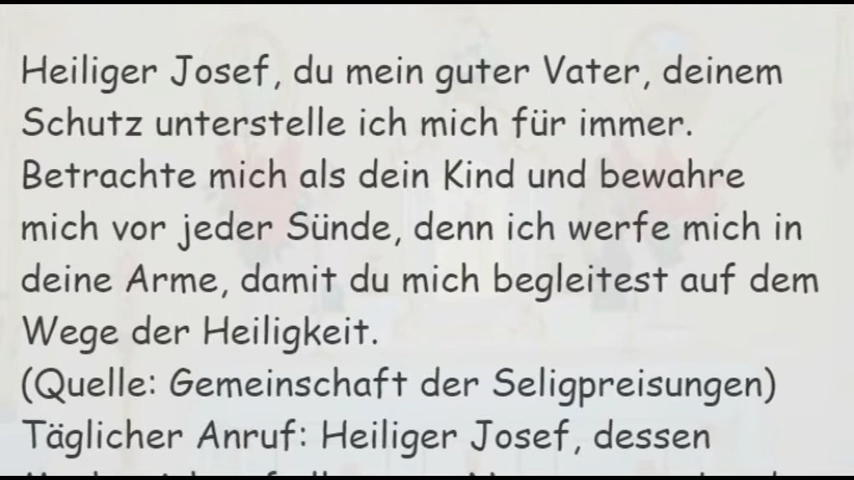 Heiliger Josef, du mein guter Vater, deinem
Schutz unterstelle ich mich für immer.
Betrachte mich als dein Kind und bewahre
mich vor jeder Sünde, denn ich werfe mich in
deine Arme, damit du mich begleitest auf dem
Wege der Heiligkeit.
(Quelle: Gemeinschaft der Seligpreisungen)
Täglicher Anruf: Heiliger Josef, dessen